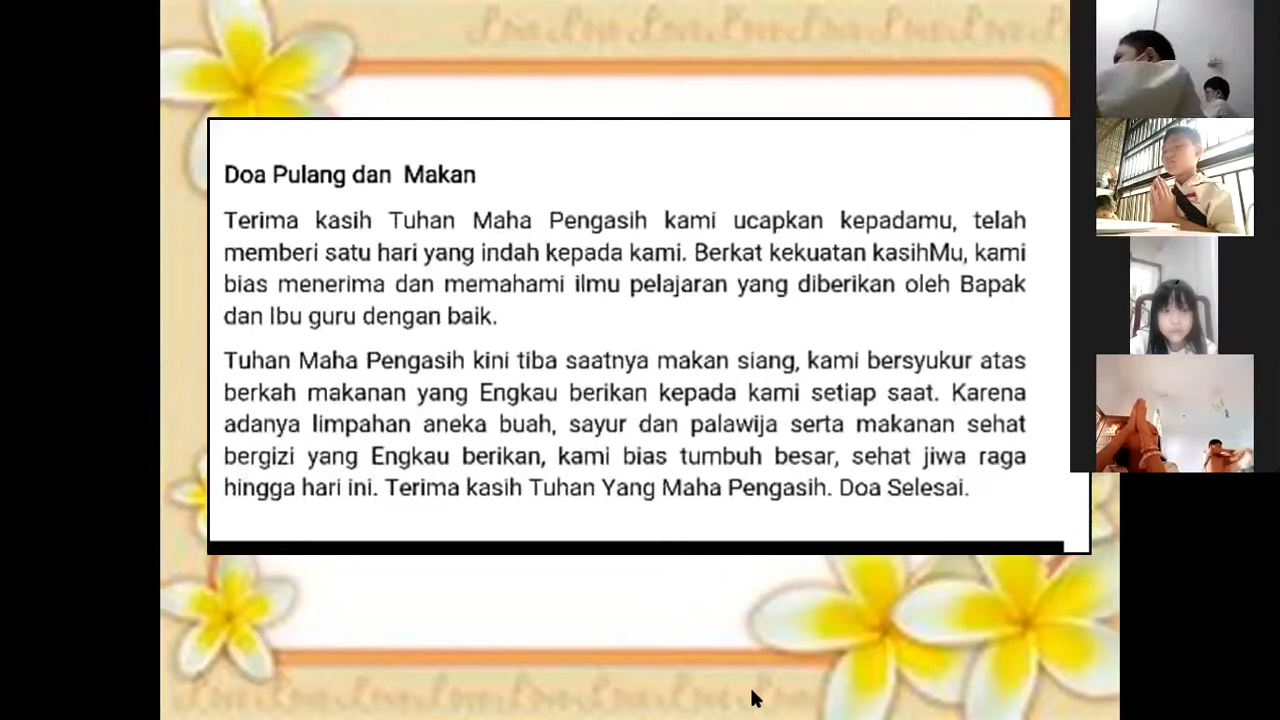 Doa Pulang dan Makan
Terima kasih Tuhan Maha Pengasih kami ucapkan kepadamu, telah
memberi satu hari yang indah kepada kami. Berkat kekuatan kasihMu, kami
bias menerima dan memahami ilmu pelajaran yang diberikan oleh Bapak
dan Ibu guru dengan baik.
Tuhan Maha Pengasih kini tiba saatnya makan siang, kami bersyukur atas
berkah makanan yang Engkau berikan kepada kami setiap saat. Karena
adanya limpahan aneka buah, sayur dan palawija serta makanan sehat
bergizi yang Engkau berikan, kami bias tumbuh besar, sehat jiwa raga
hingga hari ini. Terima kasih Tuhan Yang Maha Pengasih. Doa Selesai.